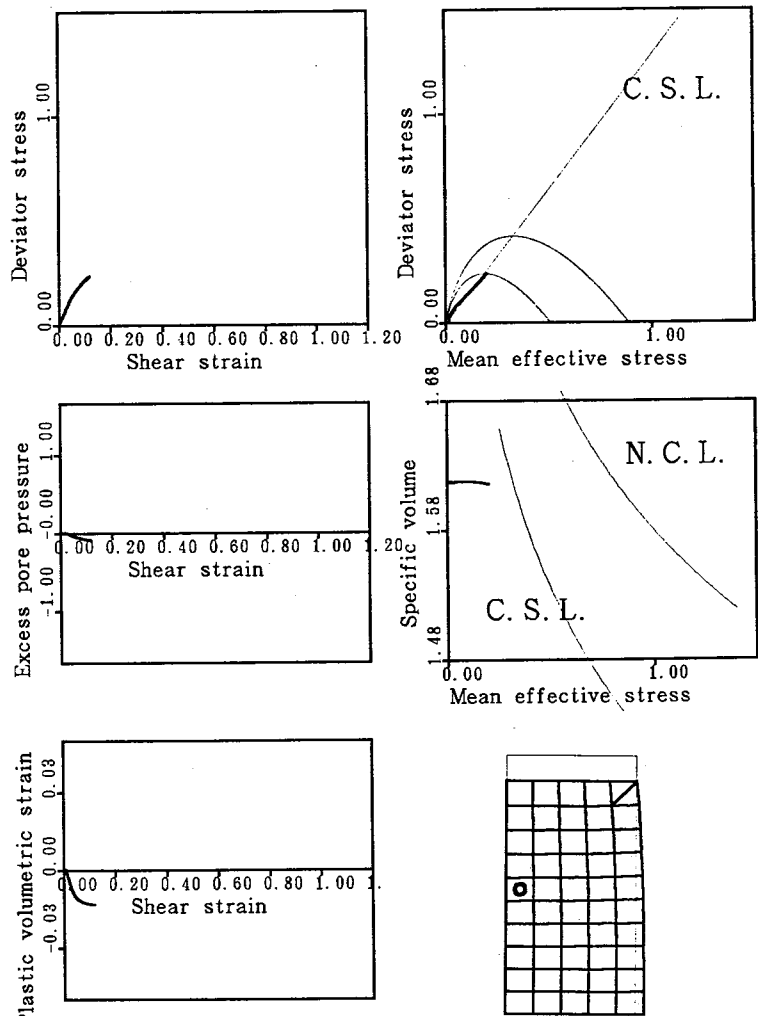 Deviator stress
1.00
0.00
0.00 0.20 0.40 0.60 0.80 1.00 1.20
Shear strain
Deviator stress
1.00
0.00
C. S. L.
0.00 1.00
Mean effective stress
Excess pore pressure
1.00
-0.00
-1.00
0.00 0.20 0.40 0.60 0.80 1.00 1.20
Shear strain
Specific volume
1.68
1.58
1.48
N. C. L.
C. S. L.
0.00 1.00
Mean effective stress
Plastic volumetric strain
0.03
0.00
-0.03
0.00 0.20 0.40 0.60 0.80 1.00 1.
Shear strain